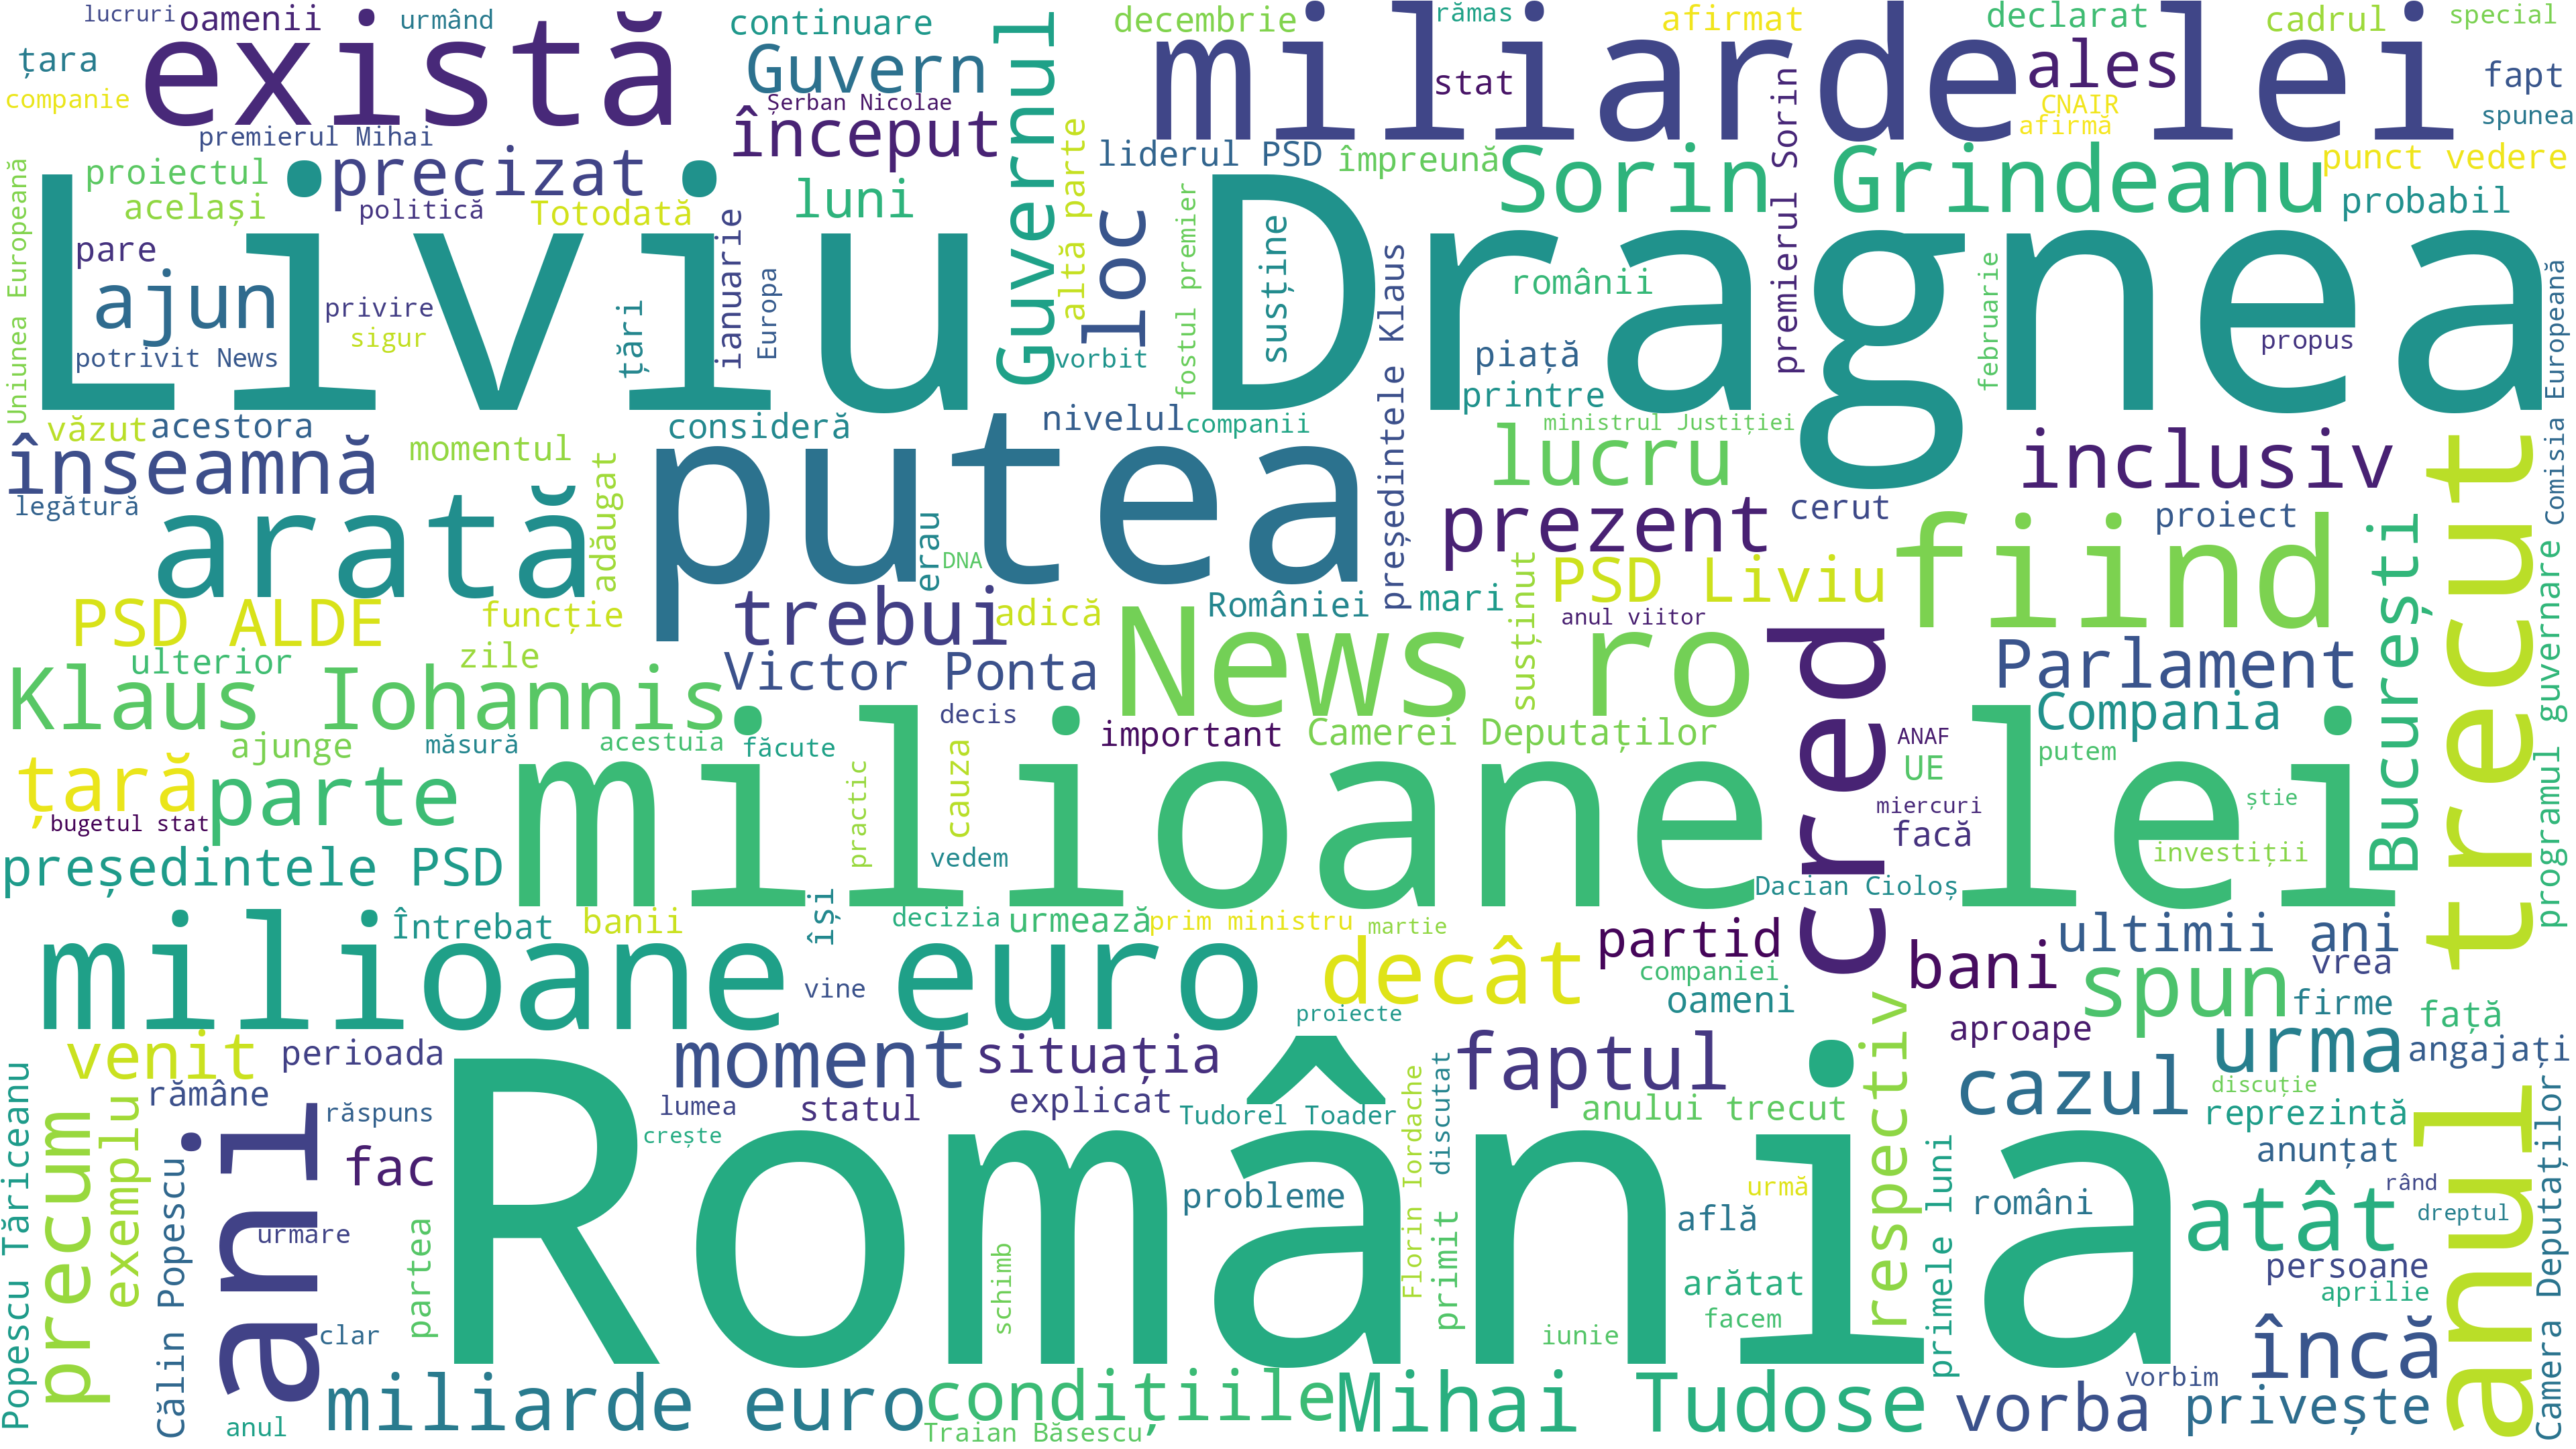 lucruri
oamenii
urmând
continuare
decembrie
rămas
afirmat
declarat
cadrul
special
țara
există
Guvern
Guvernul
miliarde lei
stat
ales
fapt
companie
Șerban Nicolae
CNAIR
spunea
premierul Mihai
început
afirmă
proiectul
precizat
liderul PSD
împreună
Sorin Grindeanu
punct vedere
același
politică
Totodată
luni
altă parte
loc
premierul Sorin
probabil
Uniunea Europeană
Liviu Dragnea
pare
ajun
privire
sigur
țări
ianuarie
Europa
fostul premier
susține
președintele Klaus
românii
februarie
propus
Comisia Europeană
potrivit News
vorbit
piață
printre
văzut
acestora
consideră
nivelul
companii
ministrul Justiției
înseamnă
momentul
putea
lucru
inclusiv
trecut
legătură
arată
adăugat
erau
DNA
prezent
cerut
proiect
București
fiind
PSD ALDE
funcție
trebui
adică
României
mari
susținut
PSD Liviu
anul viitor
programul guvernare
ulterior
zile
Victor Ponta
News ro
cred
Parlament
Klaus Iohannis
decis
Compania
ajunge
măsură
acestuia
făcute
important
Camerei Deputaților
ANAF
putem
țară
parte
milioane lei
practic
cauza
UE
știe
bugetul stat
miercuri
facă
vedem
investiții
președintele PSD
Dacian Cioloș
milioane euro
Întrebat
banii
își
decizia
urmează
prim ministru
martie
decât
partid
bani
ultimii ani
companiei
vrea
vine
oameni
spun
firme
proiecte
aproape
față
venit
perioada
moment
situația
faptul
respectiv
urma
angajați
Popescu Tăriceanu
precum
exemplu
rămâne
răspuns
lumea
statul
explicat
Tudorel Toader
Florin Iordache
discutat
anului trecut
cazul
discuție
reprezintă
crește
anunțat
Călin Popescu
ani
fac
România
probleme
urmă
români
atât
rând
dreptul
anul
Camera Deputaților
urmare
partea
schimb
primit
află
primele luni
persoane
arătat
aprilie
clar
iunie
facem
încă
anul
miliarde euro
condițiile
Traian Băsescu
Mihai Tudose
vorba
vorbim
privește